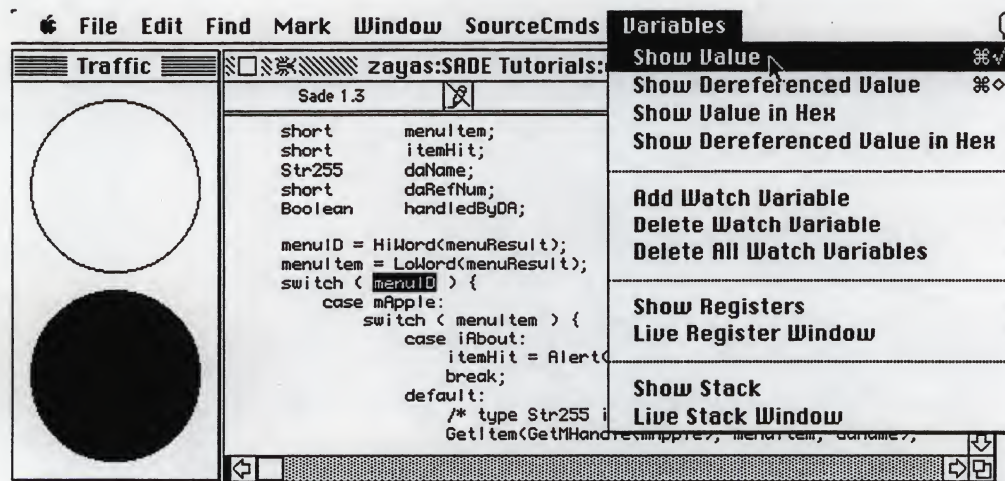 File Edit Find Mark Window SourceCmds Variables
Traffic
zayas:SADE Tutorials:
Sade 1.3
short menuItem;
short itemHit;
Str255 daName;
short daRefNum;
Boolean handledByDA;
menuID = HiWord(menuResult);
menuItem = LoWord(menuResult);
switch ( menuID ) {
case mApple:
switch ( menuItem ) {
case iAbout:
itemHit = Alert(
break;
default:
/* type Str255 i
GetItem(GetMHandle(mApple), menuItem, daName);
Show Value ⌘
Show Dereferenced Value ⌘
Show Value in Hex
Show Dereferenced Value in Hex
Add Watch Variable
Delete Watch Variable
Delete All Watch Variables
Show Registers
Live Register Window
Show Stack
Live Stack Window